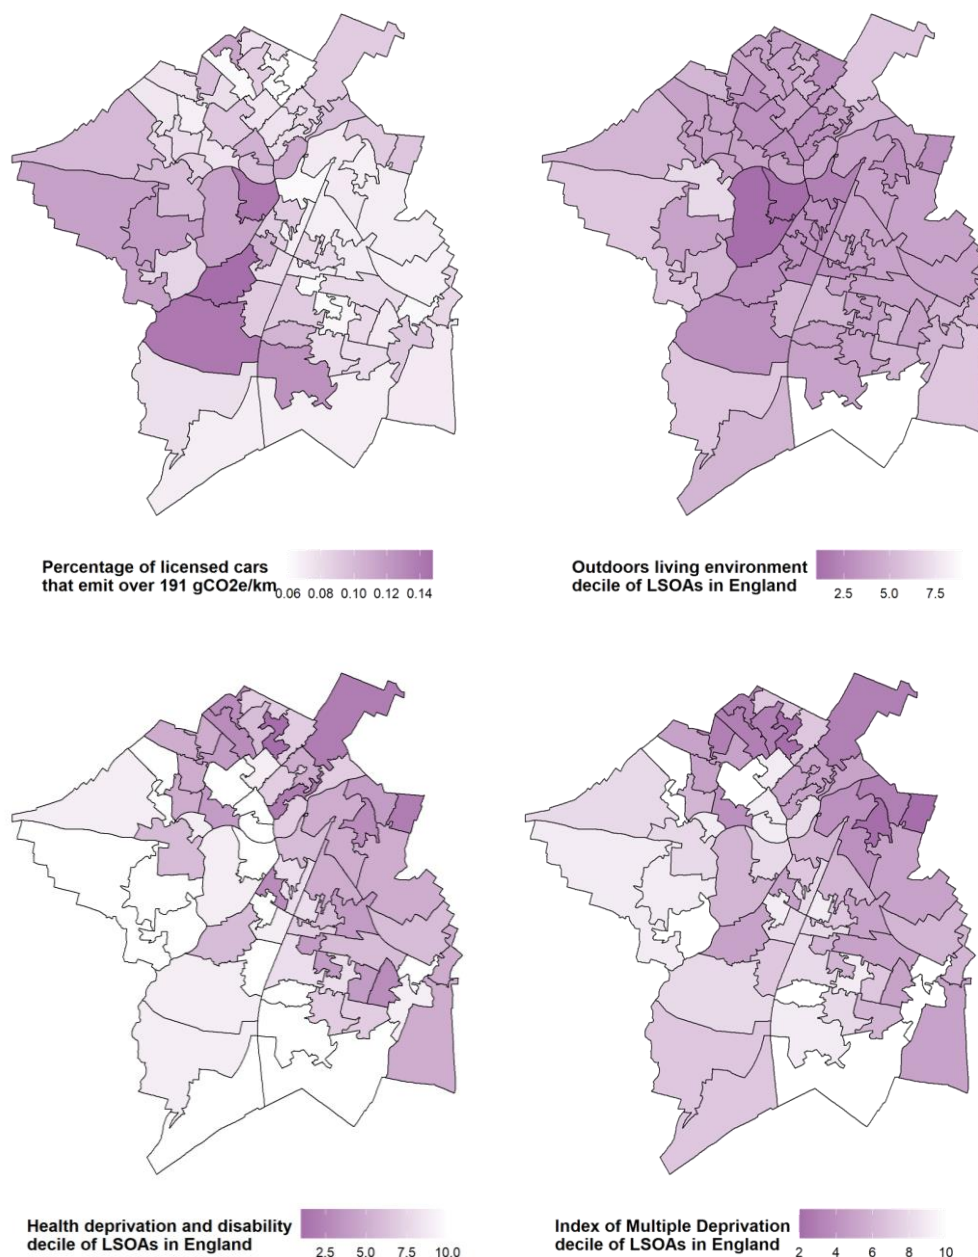 Percentage of licensed cars
that emit over 191 gCO2e/km
0.06 0.08 0.10 0.12 0.14
Outdoors living environment
decile of LSOAs in England
2.5 5.0 7.5
Health deprivation and disability
decile of LSOAs in England
2.5 5.0 7.5 10.0
Index of Multiple Deprivation
decile of LSOAs in England
2 4 6 8 10